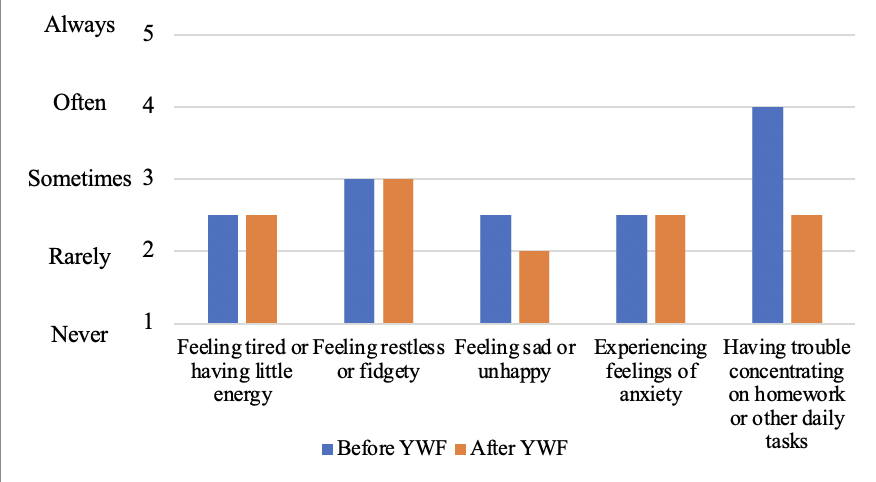 Always 5
Often 4
Sometimes 3
Rarely 2
Never 1
Feeling tired or
having little
energy
Feeling restless
or fidgety
Feeling sad or
unhappy
Experiencing
feelings of
anxiety
Having trouble
concentrating
on homework
or other daily
tasks
Before YWF After YWF